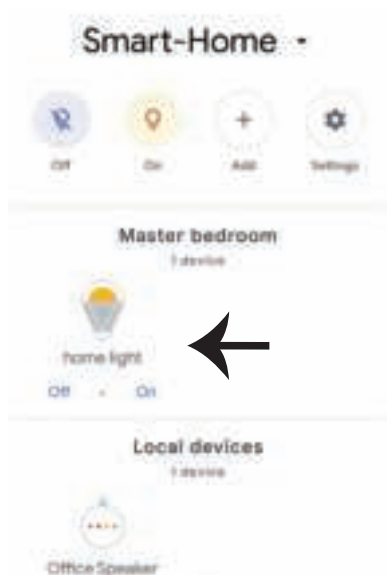 Smart-Home
Off On Add Settings
Master bedroom
1 device
home light
Off On
Local devices
1 device
Office Speaker